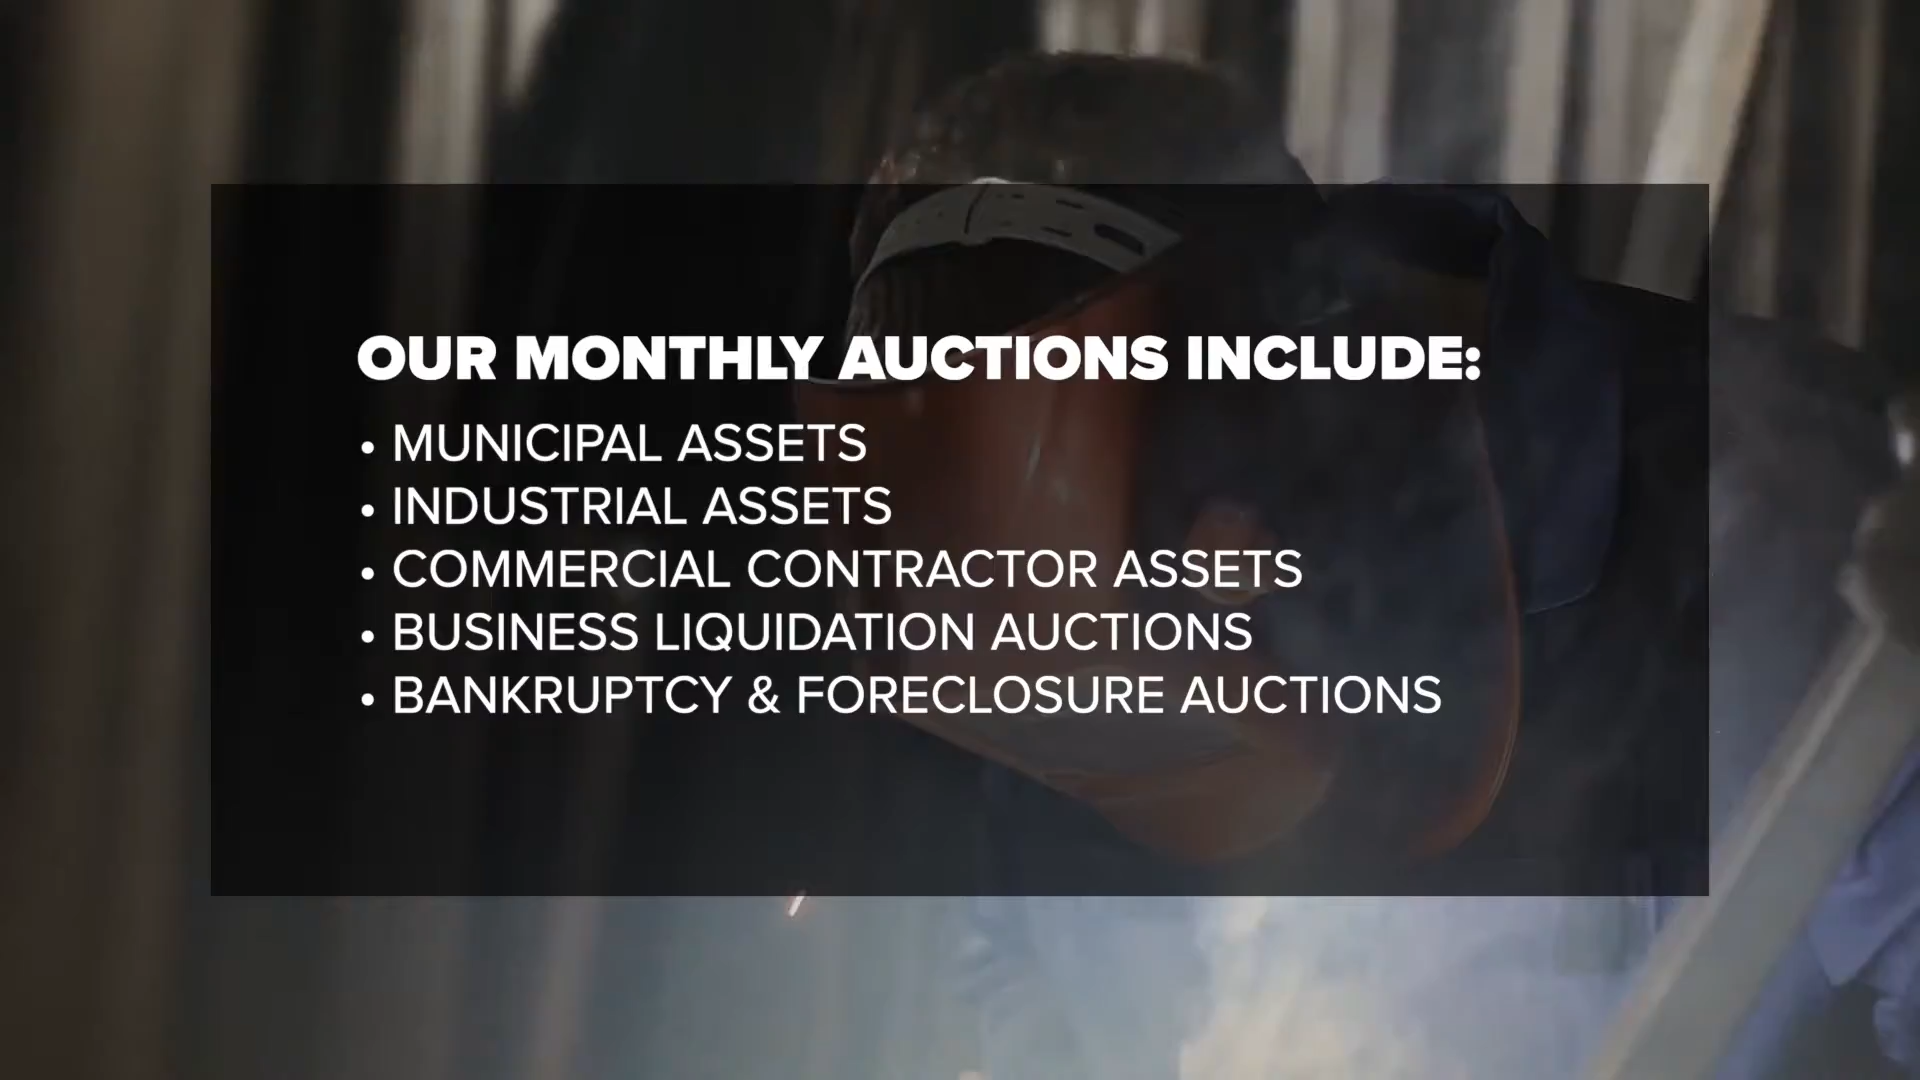 OUR MONTHLY AUCTIONS INCLUDE:
• MUNICIPAL ASSETS
• INDUSTRIAL ASSETS
• COMMERCIAL CONTRACTOR ASSETS
• BUSINESS LIQUIDATION AUCTIONS
• BANKRUPTCY & FORECLOSURE AUCTIONS